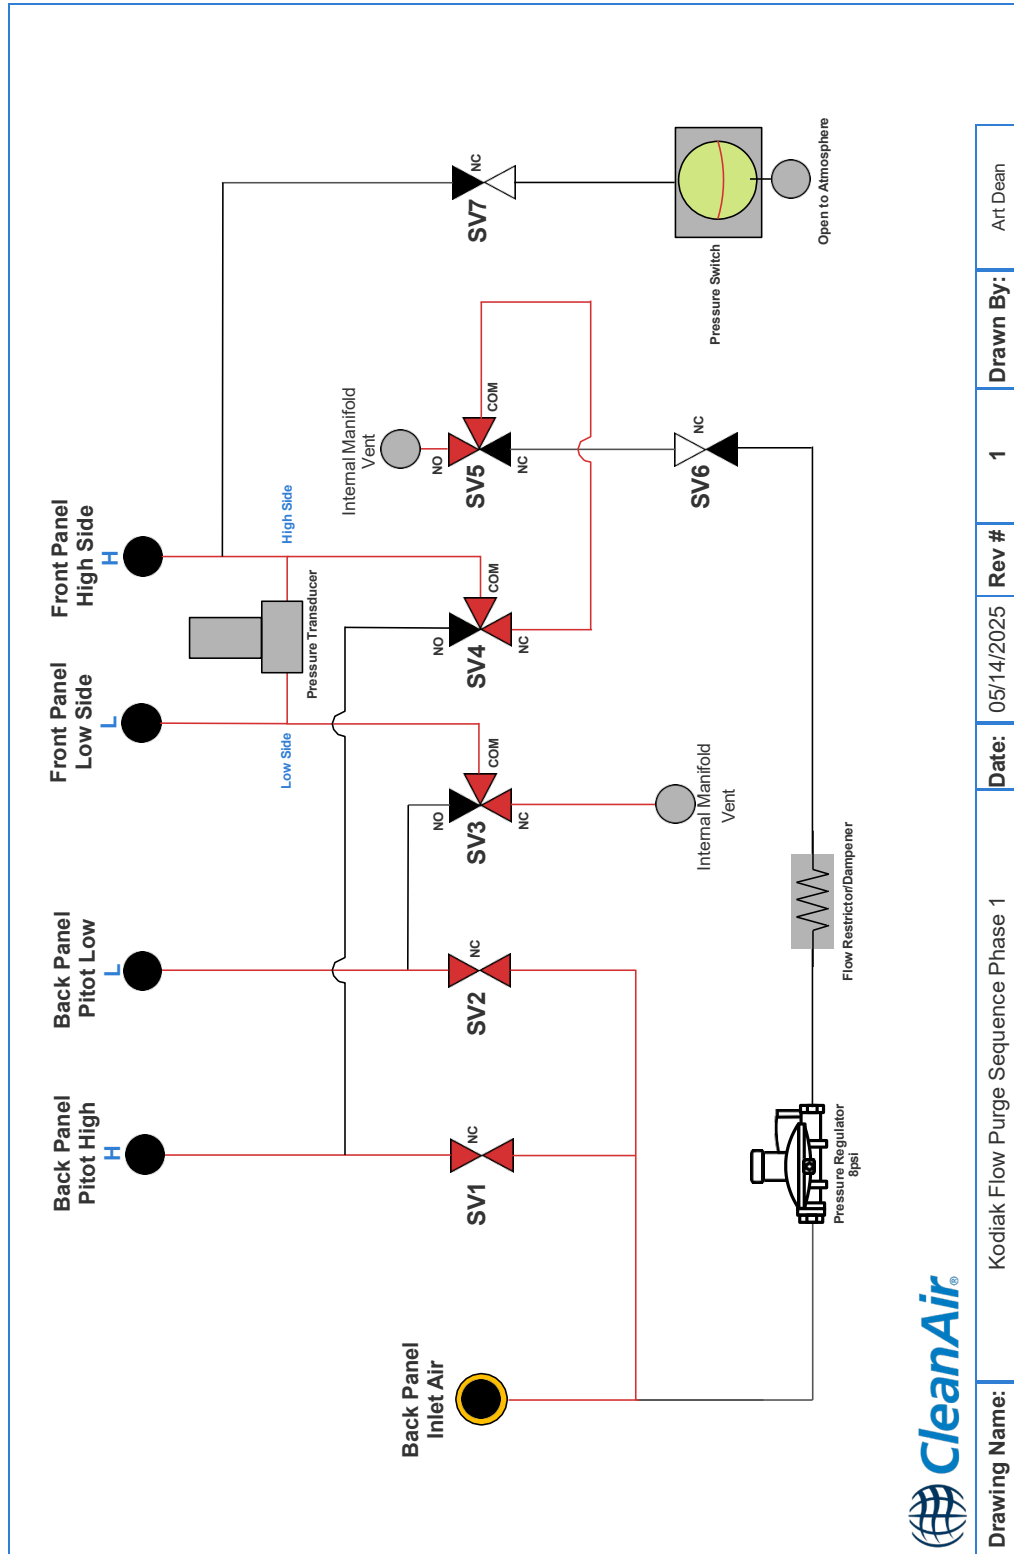 Back Panel
Inlet Air
Back Panel
Pitot High
H
Back Panel
Pitot Low
L
Front Panel
Low Side
L
Front Panel
High Side
H
Low Side
High Side
Pressure Transducer
Internal Manifold
Vent
SV1
NC
SV2
NC
SV3
NO
COM
NC
SV4
NO
COM
NC
SV5
NO
COM
NC
SV6
NC
SV7
NC
Internal Manifold
Vent
Pressure Switch
Open to Atmosphere
Pressure Regulator
8psi
Flow Restrictor/Dampener
CleanAir®
Drawing Name:
Kodiak Flow Purge Sequence Phase 1
Date:
05/14/2025
Rev #
1
Drawn By:
Art Dean